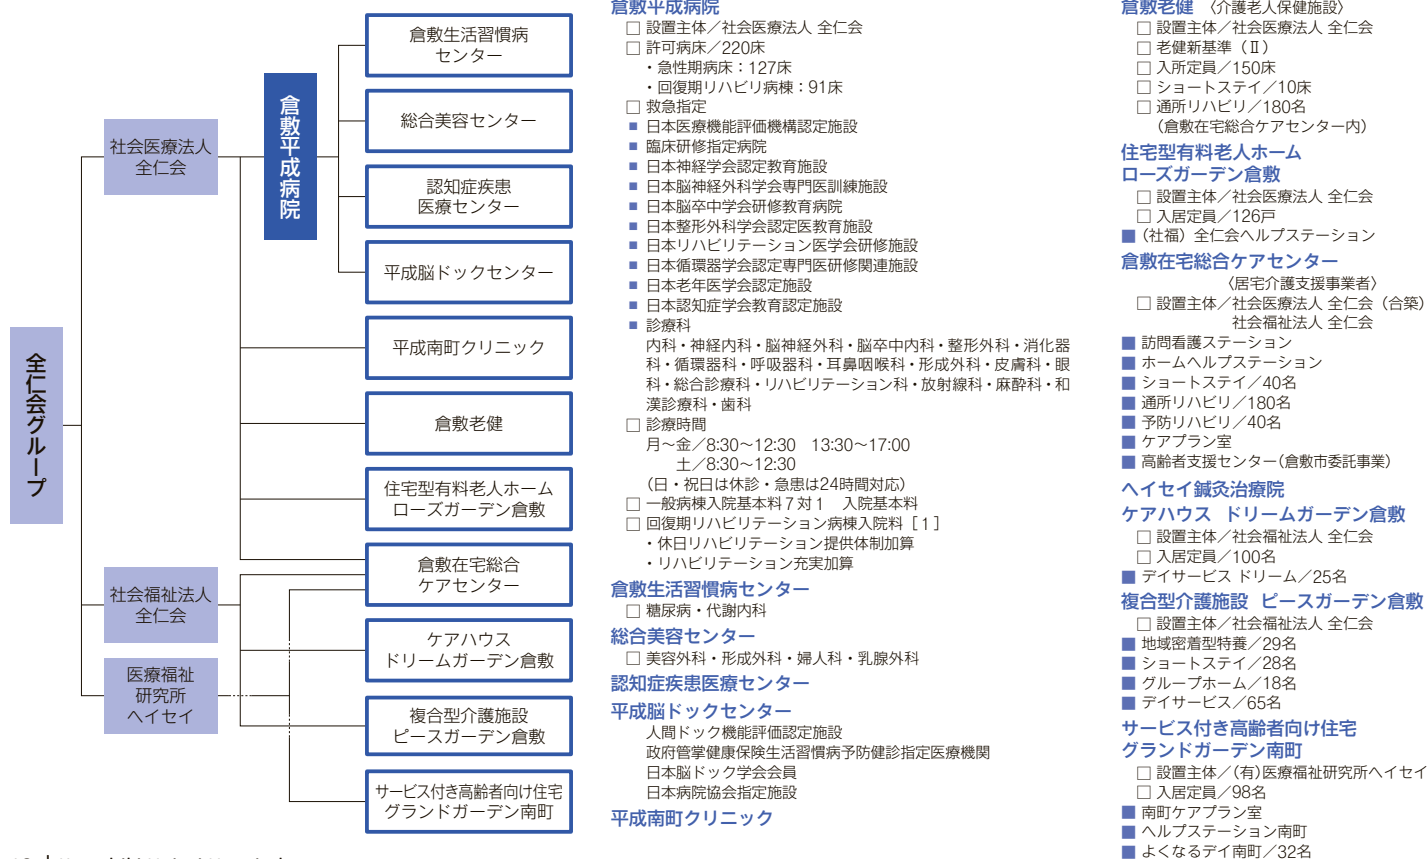 全仁会グループ
社会医療法人
全仁会
社会福祉法人
全仁会
医療福祉
研究所
ヘイセイ
倉敷平成病院
倉敷生活習慣病
センター
総合美容センター
認知症疾患
医療センター
平成脳ドックセンター
平成南町クリニック
倉敷老健
住宅型有料老人ホーム
ローズガーデン倉敷
倉敷在宅総合
ケアセンター
ケアハウス
ドリームガーデン倉敷
複合型介護施設
ピースガーデン倉敷
サービス付き高齢者向け住宅
グランドガーデン南町
倉敷平成病院
□ 設置主体／社会医療法人 全仁会
□ 許可病床／220床
・急性期病床：127床
・回復期リハビリ病棟：91床
□ 救急指定
■ 日本医療機能評価機構認定施設
■ 臨床研修指定病院
■ 日本神経学会認定教育施設
■ 日本脳神経外科学会専門医訓練施設
■ 日本脳卒中学会研修教育病院
■ 日本整形外科学会認定医教育施設
■ 日本リハビリテーション医学会研修施設
■ 日本循環器学会認定専門医研修関連施設
■ 日本老年医学会認定施設
■ 日本認知症学会教育認定施設
■ 診療科
内科・神経内科・脳神経外科・脳卒中内科・整形外科・消化器
科・循環器科・呼吸器科・耳鼻咽喉科・形成外科・皮膚科・眼
科・総合診療科・リハビリテーション科・放射線科・麻酔科・和
漢診療科・歯科
□ 診療時間
月～金／8:30～12:30　13:30～17:00
土／8:30～12:30
（日・祝日は休診・急患は24時間対応）
□ 一般病棟入院基本料７対１　入院基本料
□ 回復期リハビリテーション病棟入院料［１］
・休日リハビリテーション提供体制加算
・リハビリテーション充実加算
倉敷生活習慣病センター
□ 糖尿病・代謝内科
総合美容センター
□ 美容外科・形成外科・婦人科・乳腺外科
認知症疾患医療センター
平成脳ドックセンター
人間ドック機能評価認定施設
政府管掌健康保険生活習慣病予防健診指定医療機関
日本脳ドック学会会員
日本病院協会指定施設
平成南町クリニック
倉敷老健 〈介護老人保健施設〉
□ 設置主体／社会医療法人 全仁会
□ 老健新基準（Ⅱ）
□ 入所定員／150床
□ ショートステイ／10床
□ 通所リハビリ／180名
（倉敷在宅総合ケアセンター内）
住宅型有料老人ホーム
ローズガーデン倉敷
□ 設置主体／社会医療法人 全仁会
□ 入居定員／126戸
■（社福）全仁会ヘルプステーション
倉敷在宅総合ケアセンター
〈居宅介護支援事業者〉
□ 設置主体／社会医療法人 全仁会（合築）
社会福祉法人 全仁会
■ 訪問看護ステーション
■ ホームヘルプステーション
■ ショートステイ／40名
■ 通所リハビリ／180名
■ 予防リハビリ／40名
■ ケアプラン室
■ 高齢者支援センター（倉敷市委託事業）
ヘイセイ鍼灸治療院
ケアハウス ドリームガーデン倉敷
□ 設置主体／社会福祉法人 全仁会
□ 入居定員／100名
■ デイサービス ドリーム／25名
複合型介護施設 ピースガーデン倉敷
□ 設置主体／社会福祉法人 全仁会
■ 地域密着型特養／29名
■ ショートステイ／28名
■ グループホーム／18名
■ デイサービス／65名
サービス付き高齢者向け住宅
グランドガーデン南町
□ 設置主体／(有)医療福祉研究所ヘイセイ
□ 入居定員／98名
■ 南町ケアプラン室
■ ヘルプステーション南町
■ よくなるデイ南町／32名